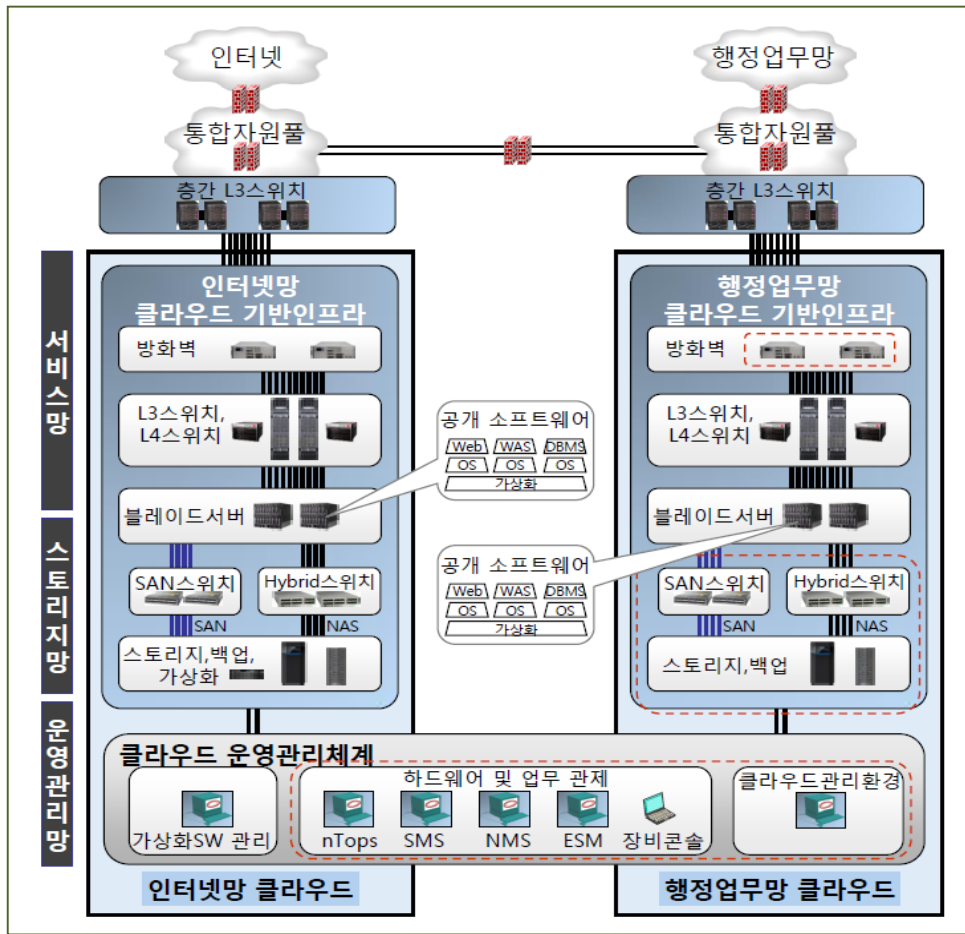 인터넷
행정업무망
통합자원풀
통합자원풀
층간 L3스위치
층간 L3스위치
서비스망
스토리지망
운영관리망
인터넷망
클라우드 기반인프라
방화벽
L3스위치,
L4스위치
블레이드서버
SAN스위치
Hybrid스위치
SAN
NAS
스토리지,백업,
가상화
공개 소프트웨어
Web WAS DBMS
OS OS OS
가상화
공개 소프트웨어
Web WAS DBMS
OS OS OS
가상화
행정업무망
클라우드 기반인프라
방화벽
L3스위치,
L4스위치
블레이드서버
SAN스위치
Hybrid스위치
SAN
NAS
스토리지,백업
클라우드 운영관리체계
가상화SW 관리
하드웨어 및 업무 관제
nTops SMS NMS ESM 장비콘솔
클라우드관리환경
인터넷망 클라우드
행정업무망 클라우드